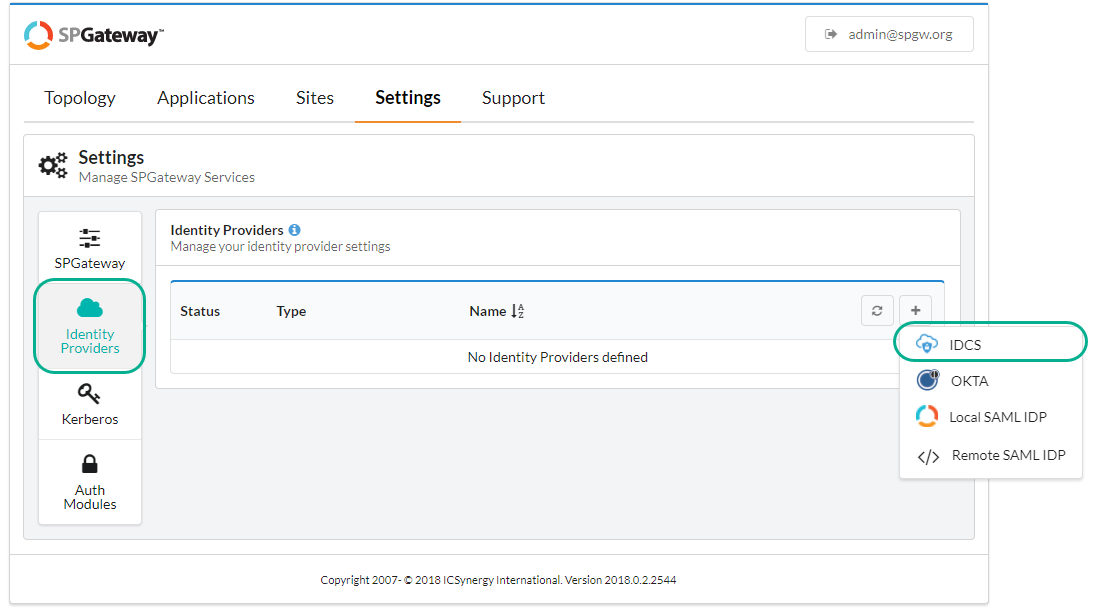 SPGateway™
admin@spgw.org
Topology Applications Sites Settings Support
Settings
Manage SPGateway Services
SPGateway
Identity
Providers
Kerberos
Auth
Modules
Identity Providers
Manage your identity provider settings
Status Type Name
No Identity Providers defined
IDCS
OKTA
Local SAML IDP
Remote SAML IDP
Copyright 2007- © 2018 ICSynergy International. Version 2018.0.2.2544